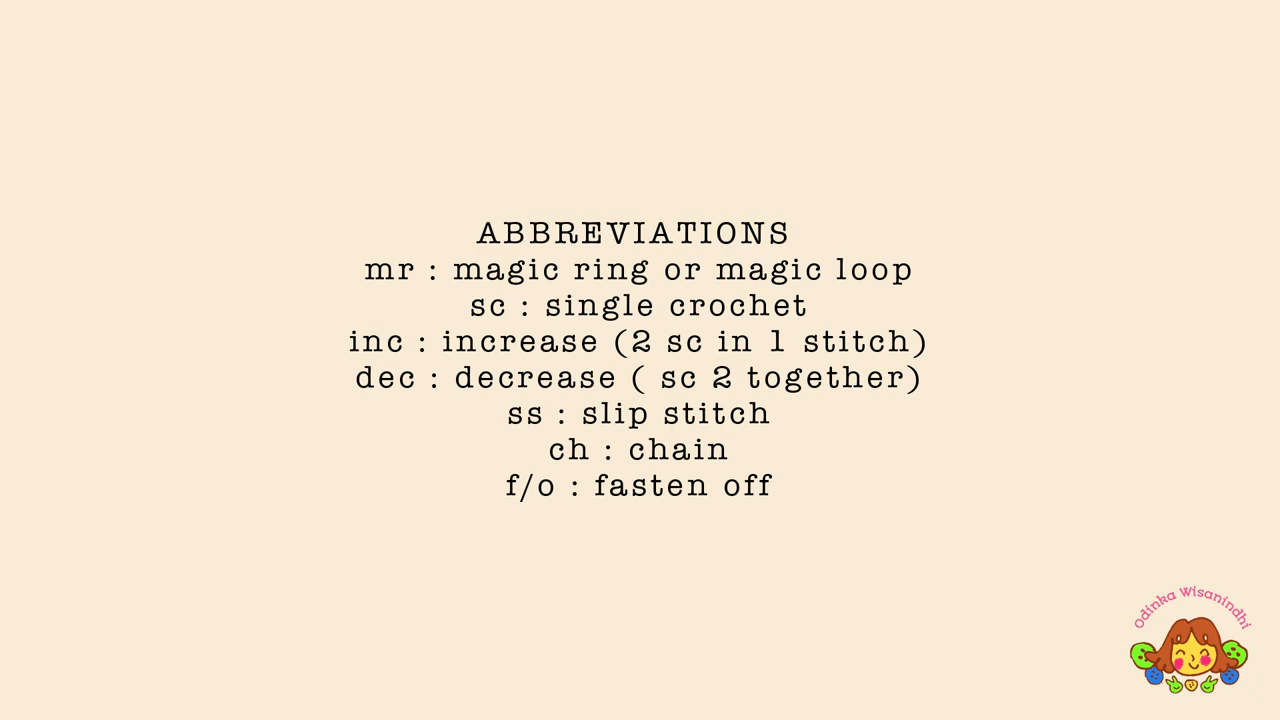 ABBREVIATIONS
mr : magic ring or magic loop
sc : single crochet
inc : increase (2 sc in 1 stitch)
dec : decrease ( sc 2 together)
ss : slip stitch
ch : chain
f/o : fasten off
Odinka Wisanindhi